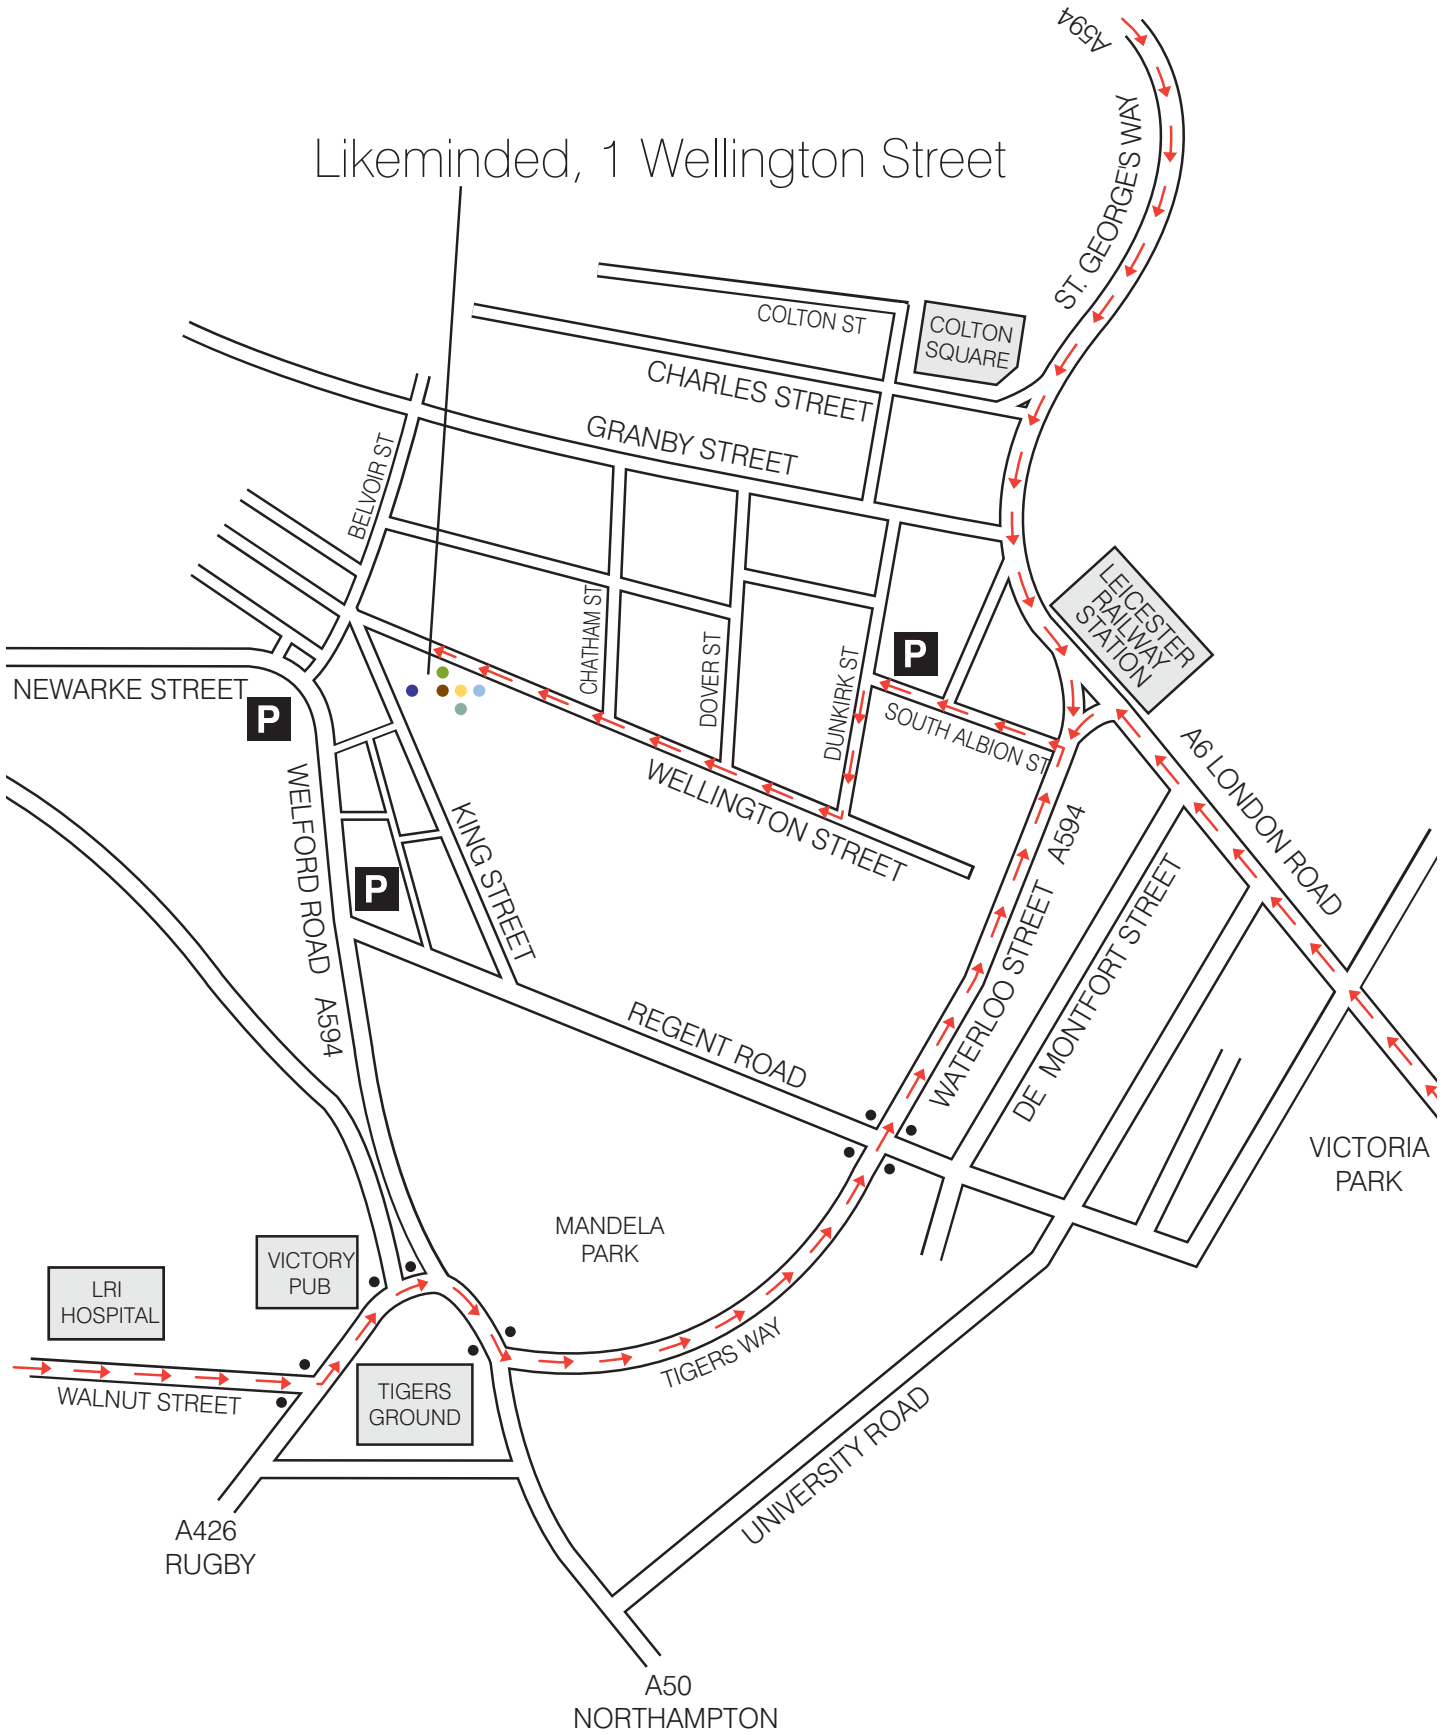 A594
ST. GEORGES WAY
Likeminded, 1 Wellington Street
COLTON ST
COLTON
SQUARE
CHARLES STREET
GRANBY STREET
BELVOIR ST
LEICESTER
RAILWAY
STATION
CHATHAM ST
DOVER ST
DUNKIRK ST
P
SOUTH ALBION ST
NEWARKE STREET
P
WELLINGTON STREET
A6 LONDON ROAD
WELFORD ROAD A594
KING STREET
P
WATERLOO STREET A594
DE MONTFORT STREET
REGENT ROAD
VICTORIA
PARK
MANDELA
PARK
VICTORY
PUB
LRI
HOSPITAL
WALNUT STREET
TIGERS
GROUND
TIGERS WAY
UNIVERSITY ROAD
A426
RUGBY
A50
NORTHAMPTON